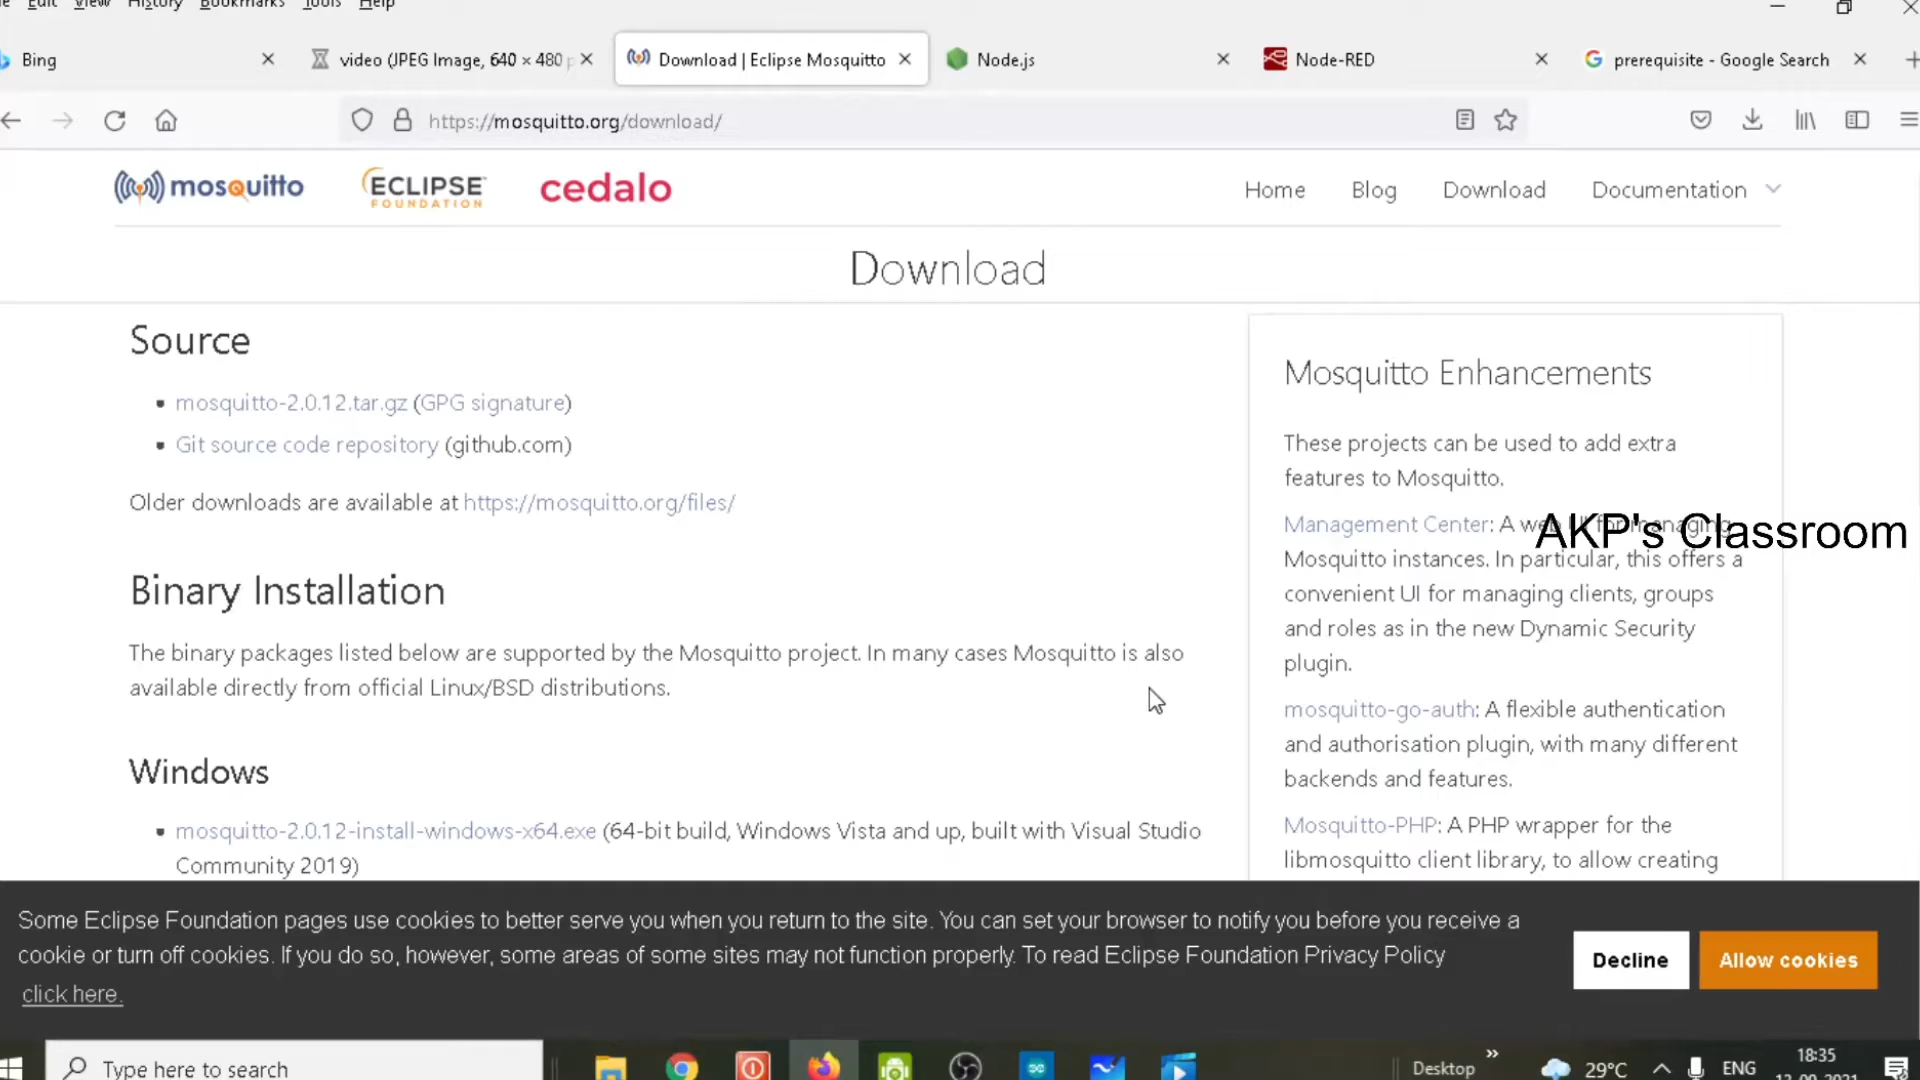 Edit View History Bookmarks Tools Help
Bing
video (JPEG Image, 640 × 480 p
Download | Eclipse Mosquitto
Node.js
Node-RED
prerequisite - Google Search
https://mosquitto.org/download/
mosquitto
ECLIPSE
FOUNDATION
cedalo
Home
Blog
Download
Documentation
Download
Source
mosquitto-2.0.12.tar.gz (GPG signature)
Git source code repository (github.com)
Older downloads are available at https://mosquitto.org/files/
Binary Installation
The binary packages listed below are supported by the Mosquitto project. In many cases Mosquitto is also
available directly from official Linux/BSD distributions.
Windows
mosquitto-2.0.12-install-windows-x64.exe (64-bit build, Windows Vista and up, built with Visual Studio
Community 2019)
Mosquitto Enhancements
These projects can be used to add extra
features to Mosquitto.
Management Center: A web UI for managing
AKP's Classroom
Mosquitto instances. In particular, this offers a
convenient UI for managing clients, groups
and roles as in the new Dynamic Security
plugin.
mosquitto-go-auth: A flexible authentication
and authorisation plugin, with many different
backends and features.
Mosquitto-PHP: A PHP wrapper for the
libmosquitto client library, to allow creating
Some Eclipse Foundation pages use cookies to better serve you when you return to the site. You can set your browser to notify you before you receive a
cookie or turn off cookies. If you do so, however, some areas of some sites may not function properly. To read Eclipse Foundation Privacy Policy
click here.
Decline
Allow cookies
Type here to search
Desktop
29°C
ENG
18:35